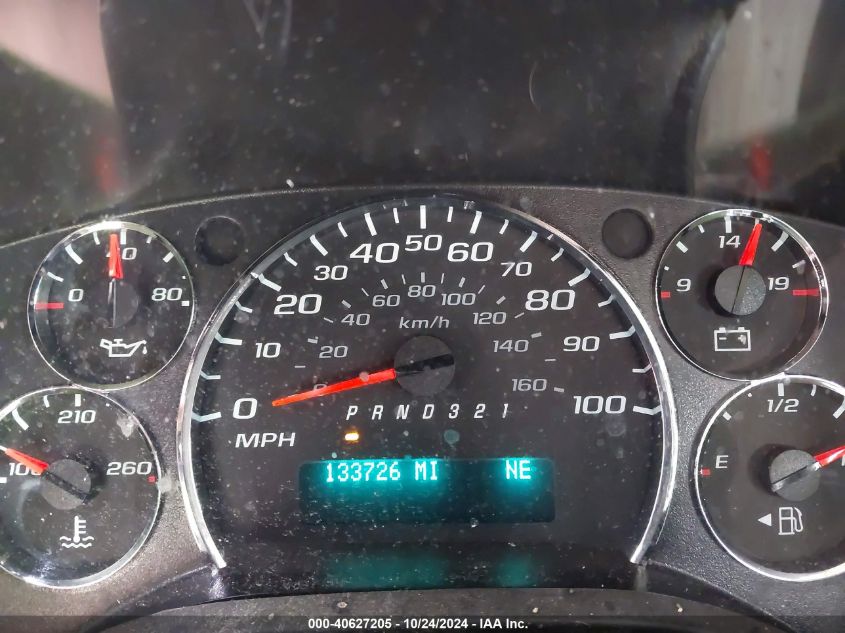 40 50 60
30 70
20 80
10 90
0 100
MPH
20 40 60 80 100 120 140 160
km/h
P R N D 3 2 1
133726 MI NE
0 40 80
9 14 19
100 210 260
E 1/2
000-40627205 - 10/24/2024 - IAA Inc.